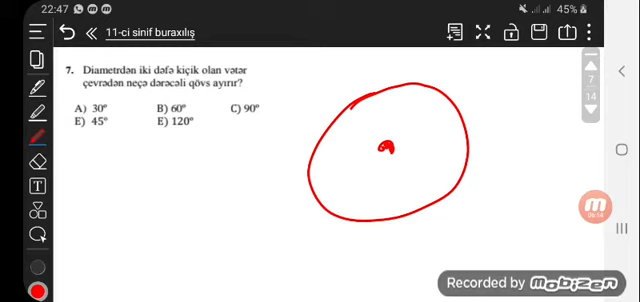 22:47
45%
11-ci sinif buraxılış
7. Diametrdən iki dəfə kiçik olan vətər
çevrədən neçə dərəcəli qövs ayırır?
A) 30° B) 60° C) 90°
E) 45° E) 120°
7
14
T
m
06:14
Recorded by mobizen